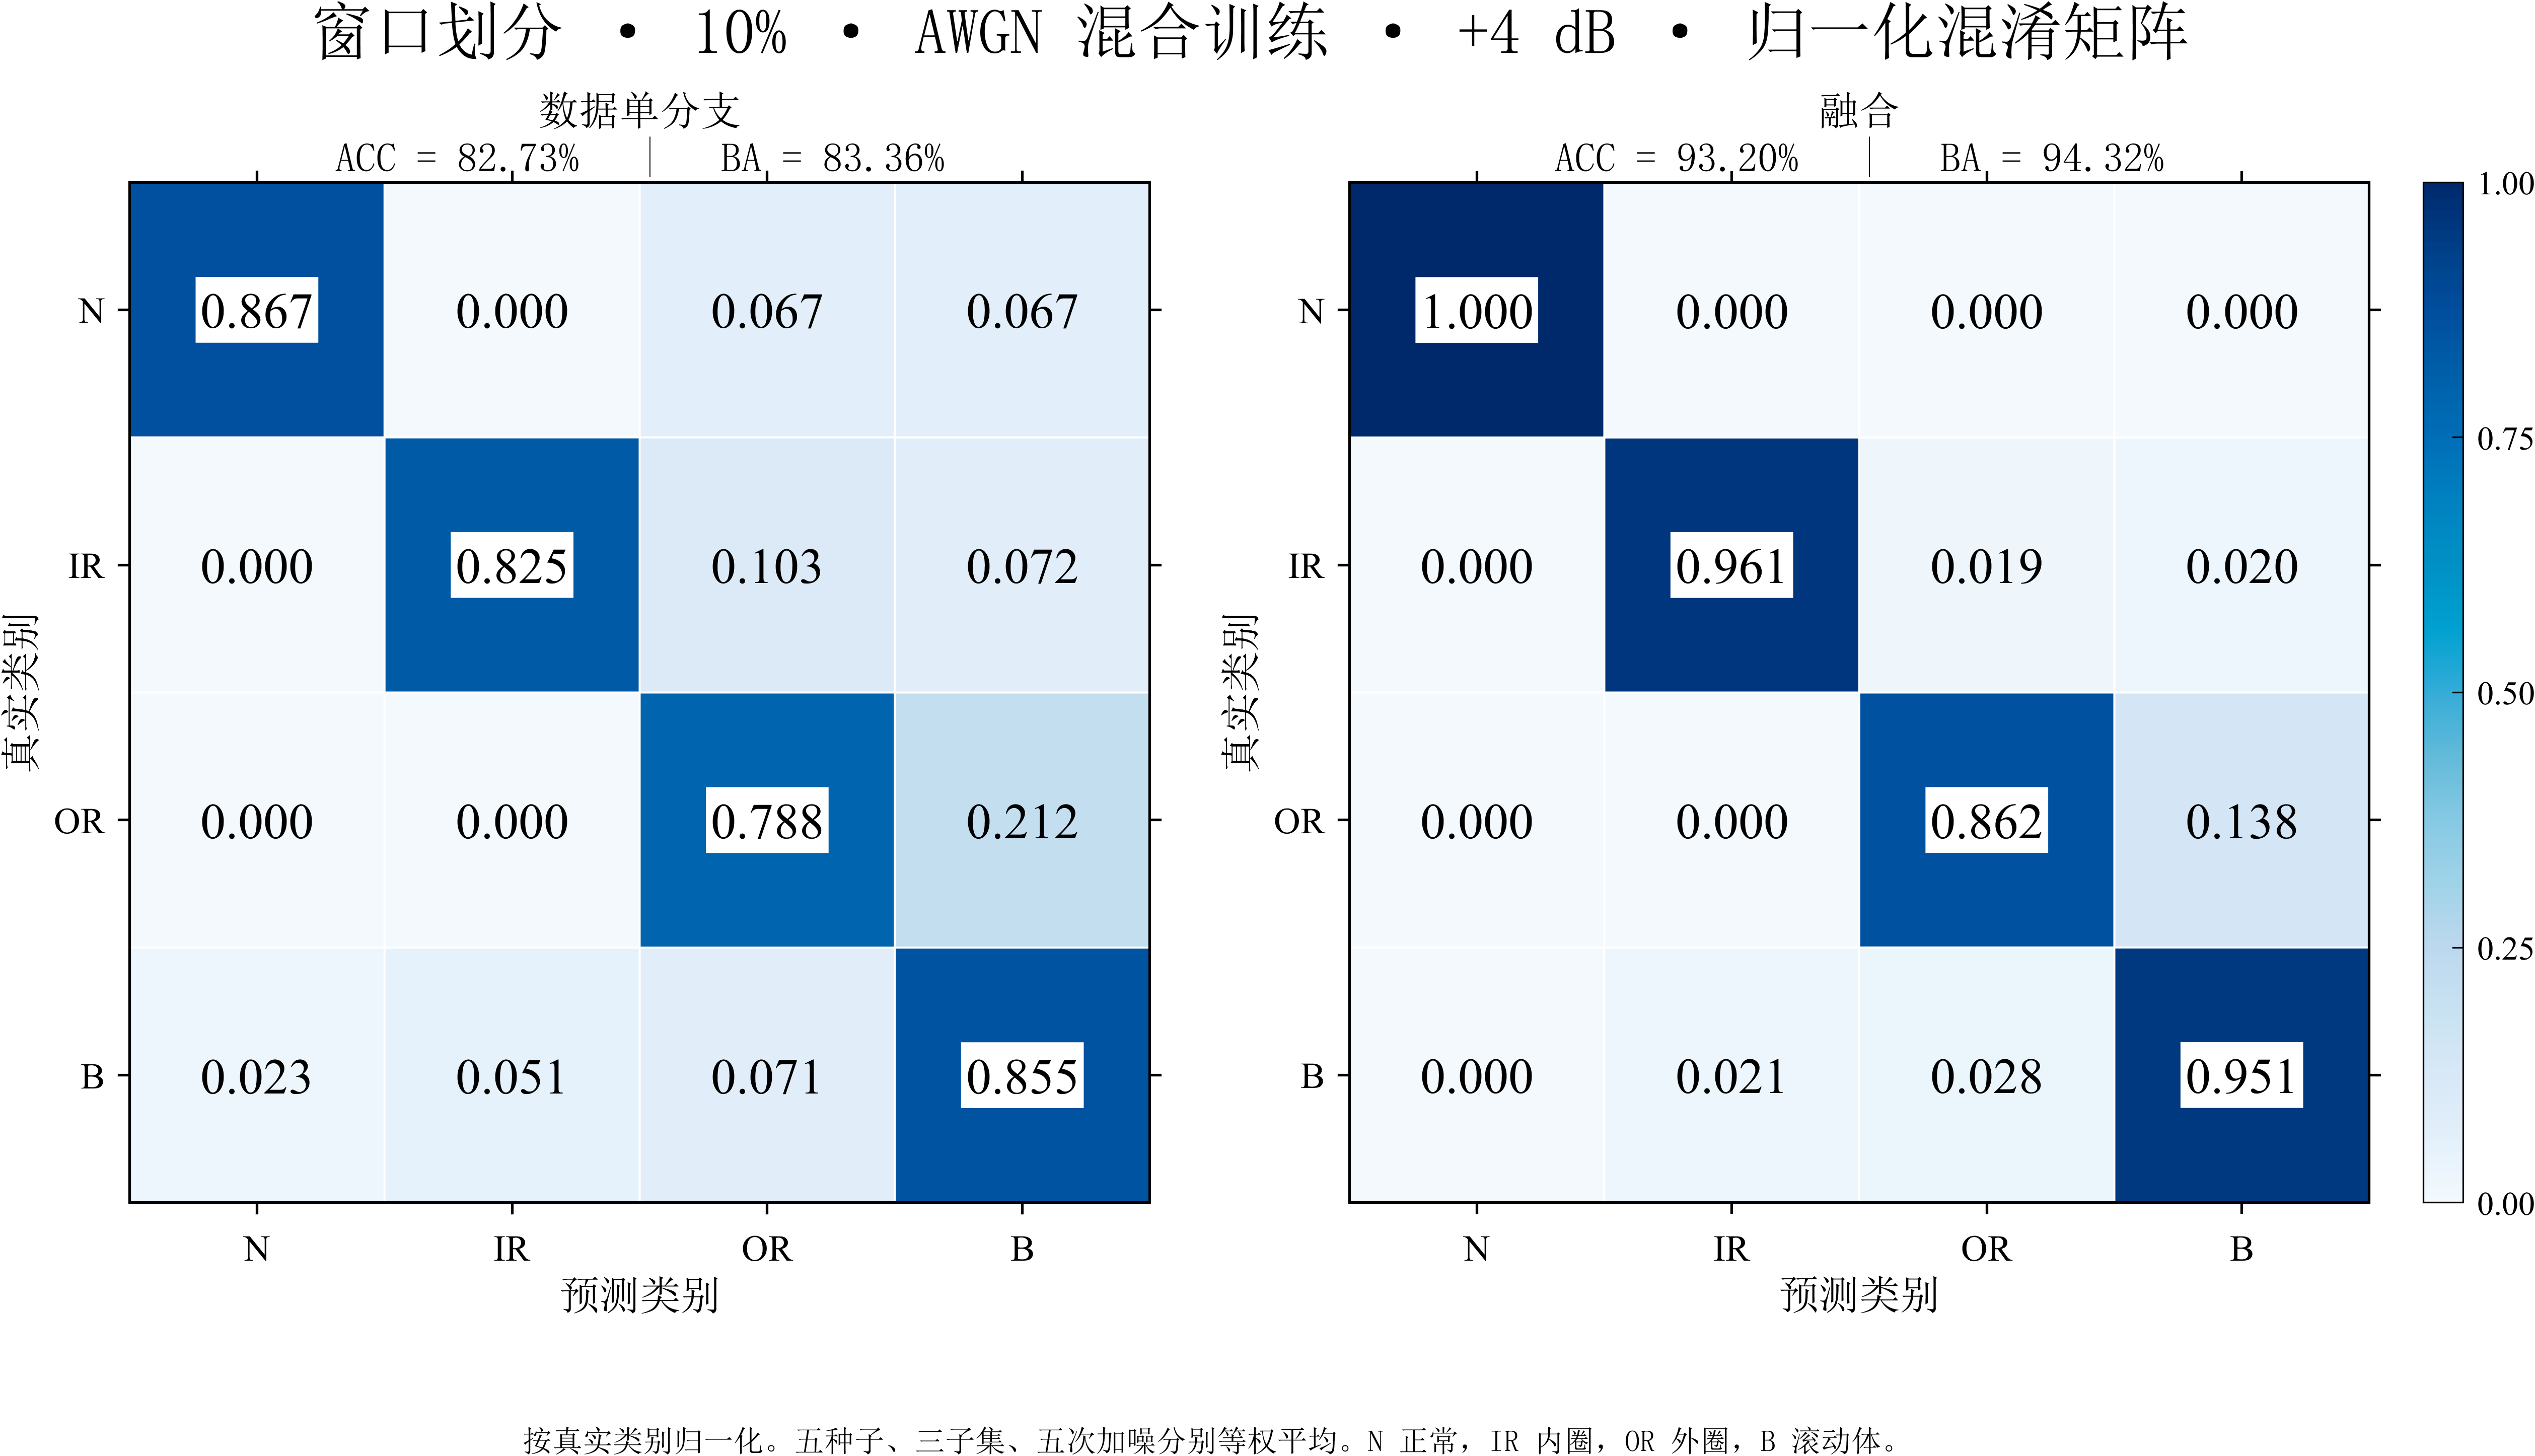 窗口划分 • 10% • AWGN 混合训练 • +4 dB • 归一化混淆矩阵
数据单分支
ACC = 82.73% | BA = 83.36%
N 0.867 0.000 0.067 0.067
IR 0.000 0.825 0.103 0.072
OR 0.000 0.000 0.788 0.212
B 0.023 0.051 0.071 0.855
N IR OR B
真实类别
预测类别
融合
ACC = 93.20% | BA = 94.32%
N 1.000 0.000 0.000 0.000
IR 0.000 0.961 0.019 0.020
OR 0.000 0.000 0.862 0.138
B 0.000 0.021 0.028 0.951
N IR OR B
真实类别
预测类别
1.00
0.75
0.50
0.25
0.00
按真实类别归一化。五种子、三子集、五次加噪分别等权平均。N 正常，IR 内圈，OR 外圈，B 滚动体。